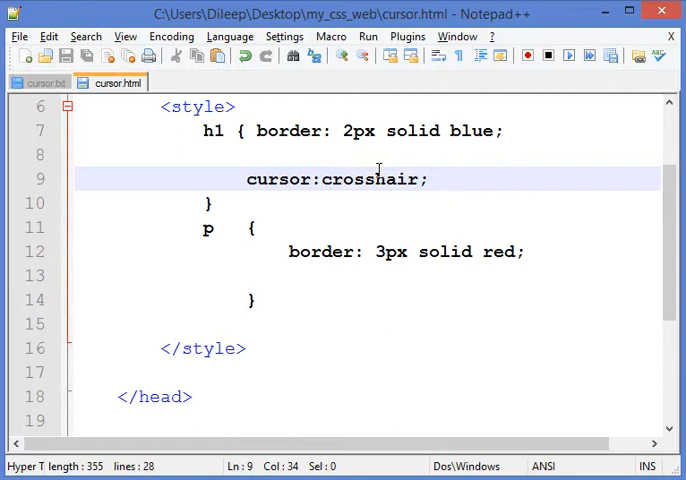 C:\Users\Dileep\Desktop\my_css_web\cursor.html - Notepad++
File Edit Search View Encoding Language Settings Macro Run Plugins Window ? X
cursor.txt cursor.html
6 <style>
7 h1 { border: 2px solid blue;
8
9 cursor:crosshair;
10 }
11 p {
12 border: 3px solid red;
13
14 }
15
16 </style>
17
18 </head>
19
Hyper T length : 355 lines : 28 Ln : 9 Col : 34 Sel : 0 Dos\Windows ANSI INS